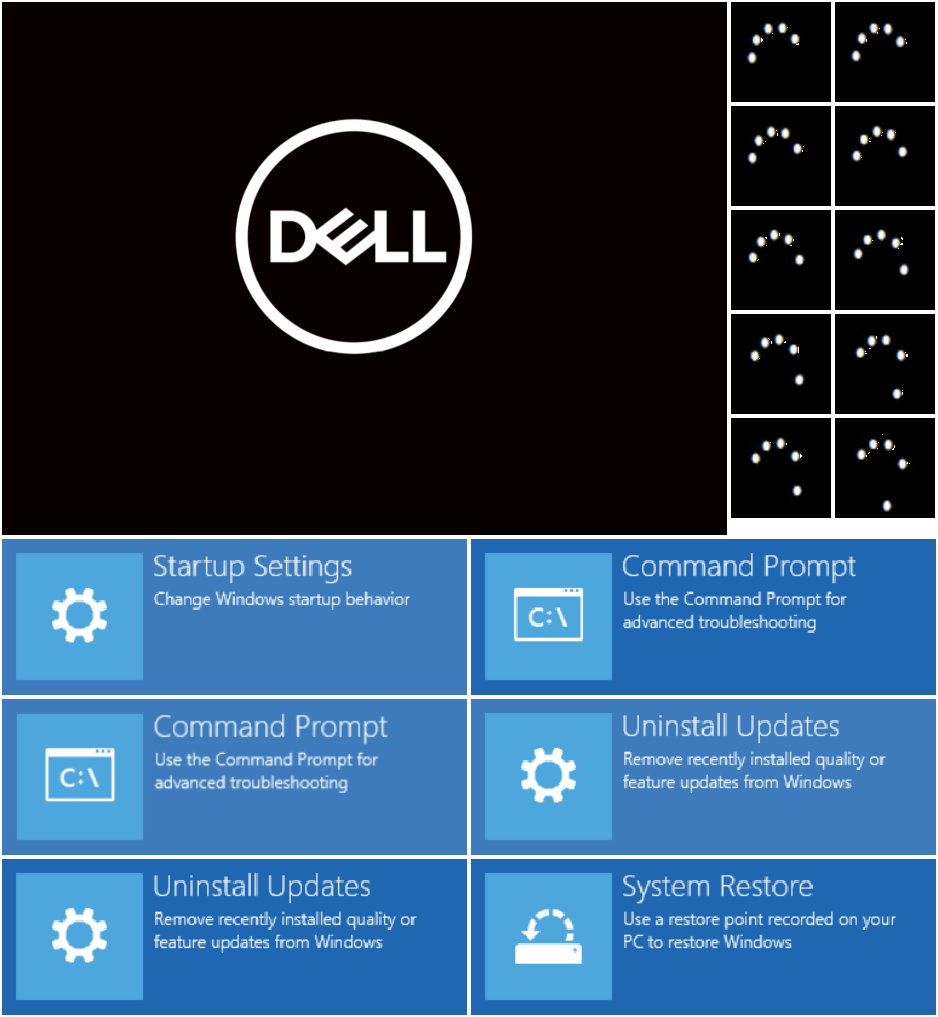 DELL
Startup Settings
Change Windows startup behavior
Command Prompt
Use the Command Prompt for
advanced troubleshooting
C:\
Command Prompt
Use the Command Prompt for
advanced troubleshooting
C:\
Uninstall Updates
Remove recently installed quality or
feature updates from Windows
Uninstall Updates
Remove recently installed quality or
feature updates from Windows
System Restore
Use a restore point recorded on your
PC to restore Windows